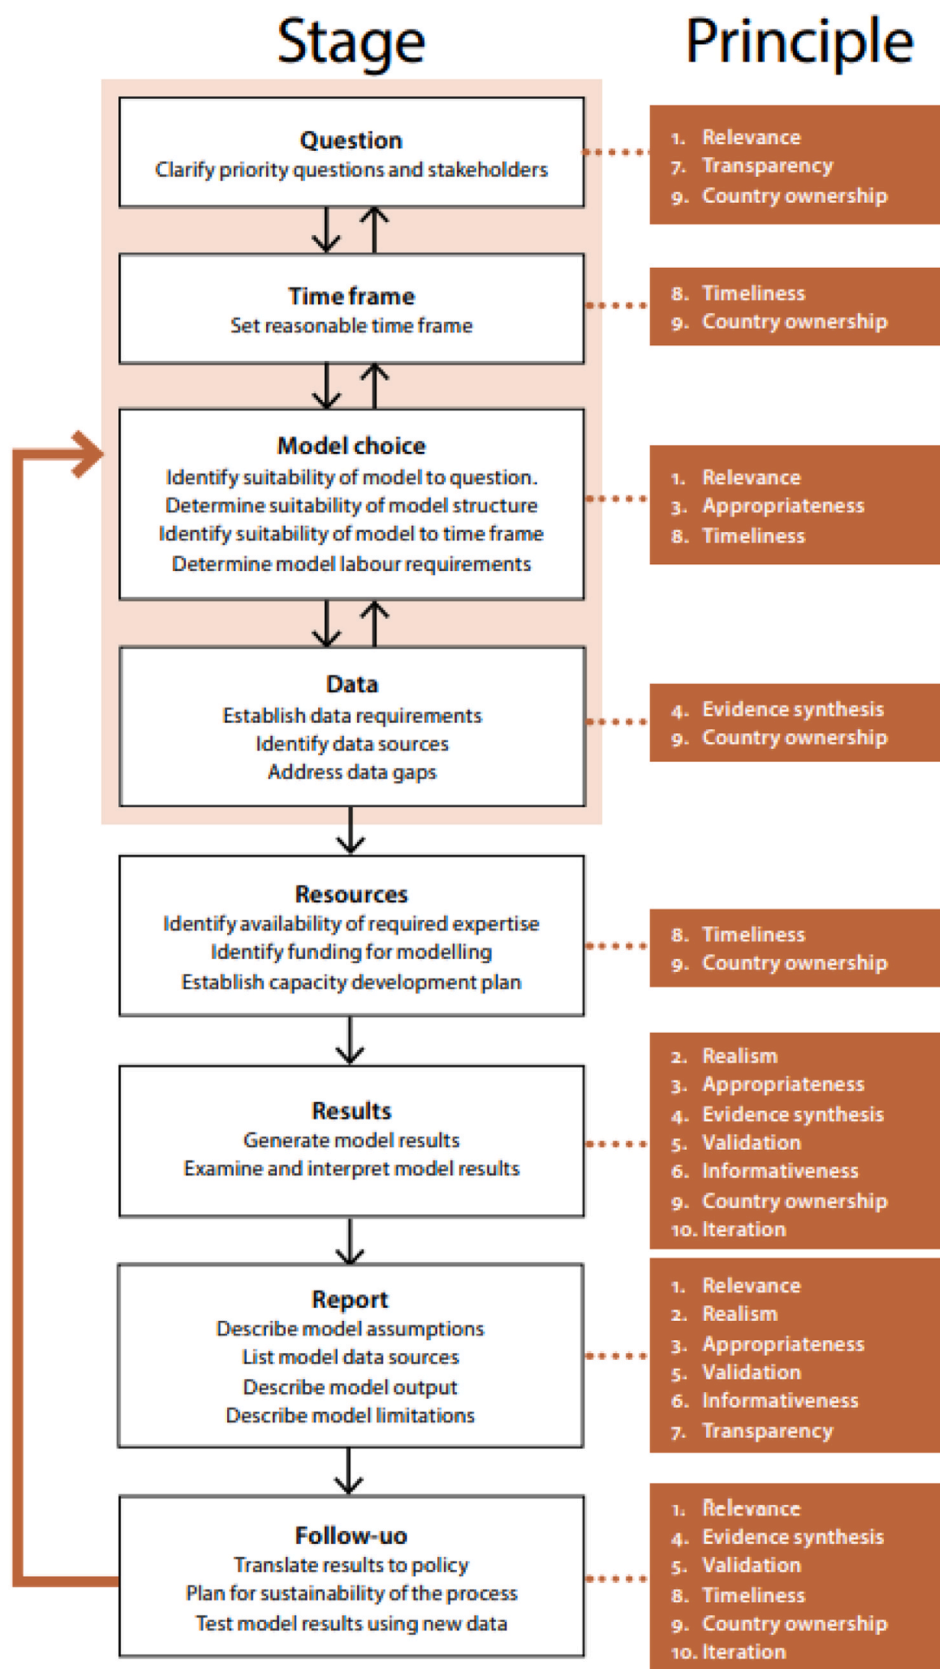 Stage
Principle
Question
Clarify priority questions and stakeholders
1. Relevance
7. Transparency
9. Country ownership
Time frame
Set reasonable time frame
8. Timeliness
9. Country ownership
Model choice
Identify suitability of model to question.
Determine suitability of model structure
Identify suitability of model to time frame
Determine model labour requirements
1. Relevance
3. Appropriateness
8. Timeliness
Data
Establish data requirements
Identify data sources
Address data gaps
4. Evidence synthesis
9. Country ownership
Resources
Identify availability of required expertise
Identify funding for modelling
Establish capacity development plan
8. Timeliness
9. Country ownership
Results
Generate model results
Examine and interpret model results
2. Realism
3. Appropriateness
4. Evidence synthesis
5. Validation
6. Informativeness
9. Country ownership
10. Iteration
Report
Describe model assumptions
List model data sources
Describe model output
Describe model limitations
1. Relevance
2. Realism
3. Appropriateness
5. Validation
6. Informativeness
7. Transparency
Follow-uo
Translate results to policy
Plan for sustainability of the process
Test model results using new data
1. Relevance
4. Evidence synthesis
5. Validation
8. Timeliness
9. Country ownership
10. Iteration